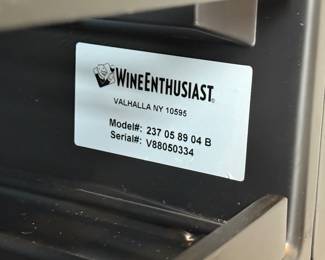 WINEENTHUSIAST®
VALHALLA NY 10595
Model#: 237 05 89 04 B
Serial#: V88050334